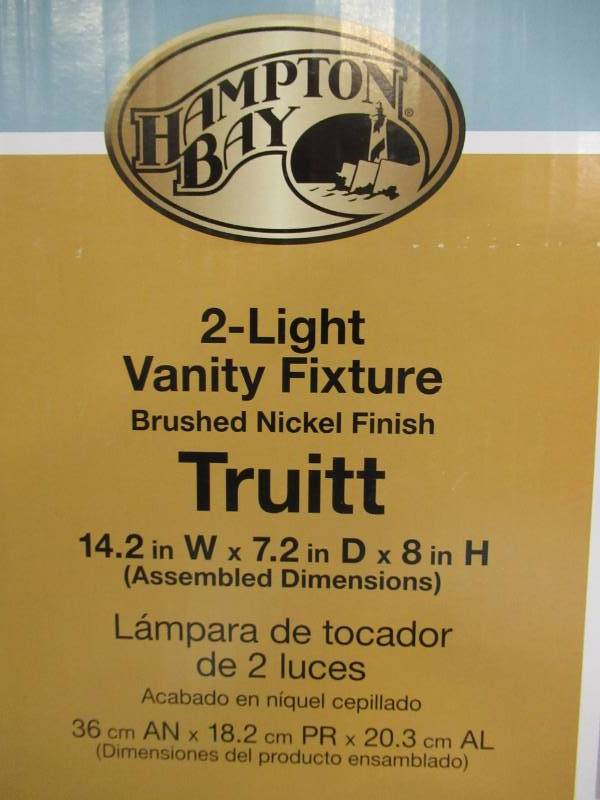 HAMPTON
BAY
®
2-Light
Vanity Fixture
Brushed Nickel Finish
Truitt
14.2 in W x 7.2 in D x 8 in H
(Assembled Dimensions)
Lámpara de tocador
de 2 luces
Acabado en níquel cepillado
36 cm AN x 18.2 cm PR x 20.3 cm AL
(Dimensiones del producto ensamblado)